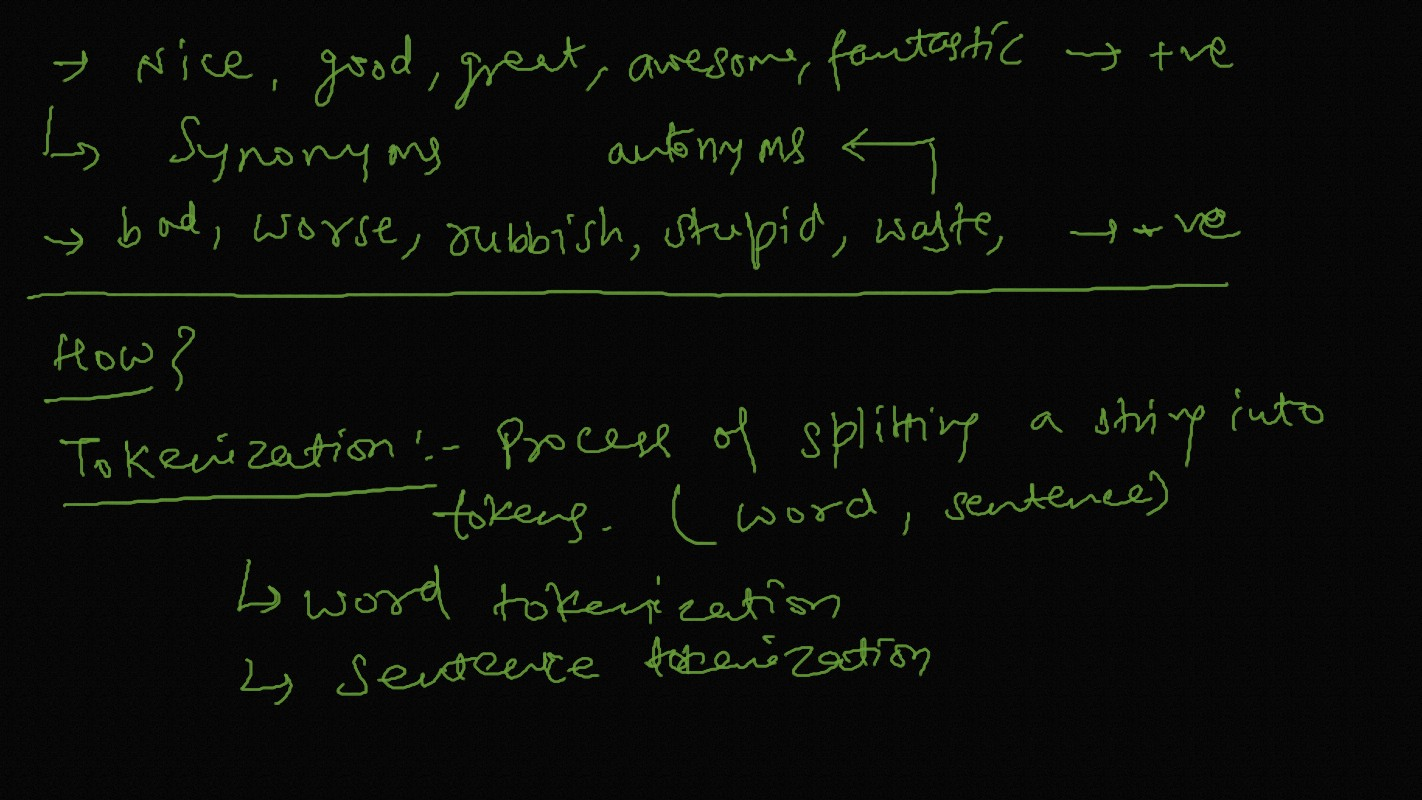 → Nice, good, great, awesome, fantastic → +ve
↳ Synonyms antonyms ←
→ bad, worse, rubbish, stupid, waste, → -ve
How?
Tokenization :- Process of splitting a string into
tokens. (word, sentence)
↳ word tokenization
↳ Sentence tokenization